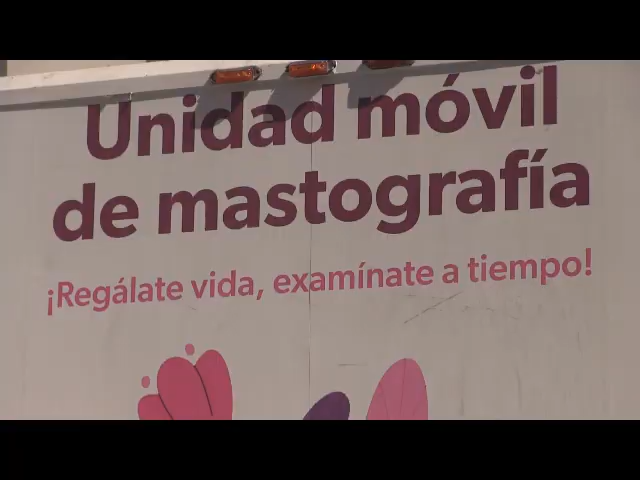 Unidad móvil
de mastografía
¡Regálate vida, examínate a tiempo!